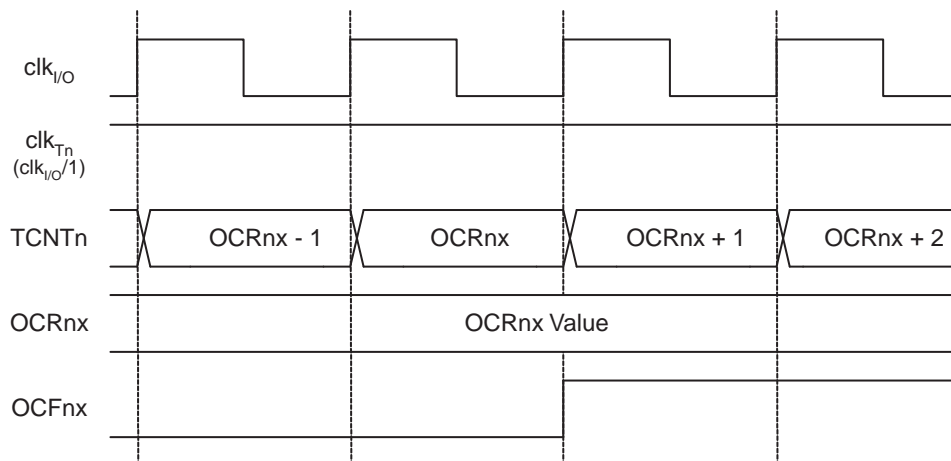 clkI/O
clkTn
(clkI/O/1)
TCNTn OCRnx - 1 OCRnx OCRnx + 1 OCRnx + 2
OCRnx OCRnx Value
OCFnx